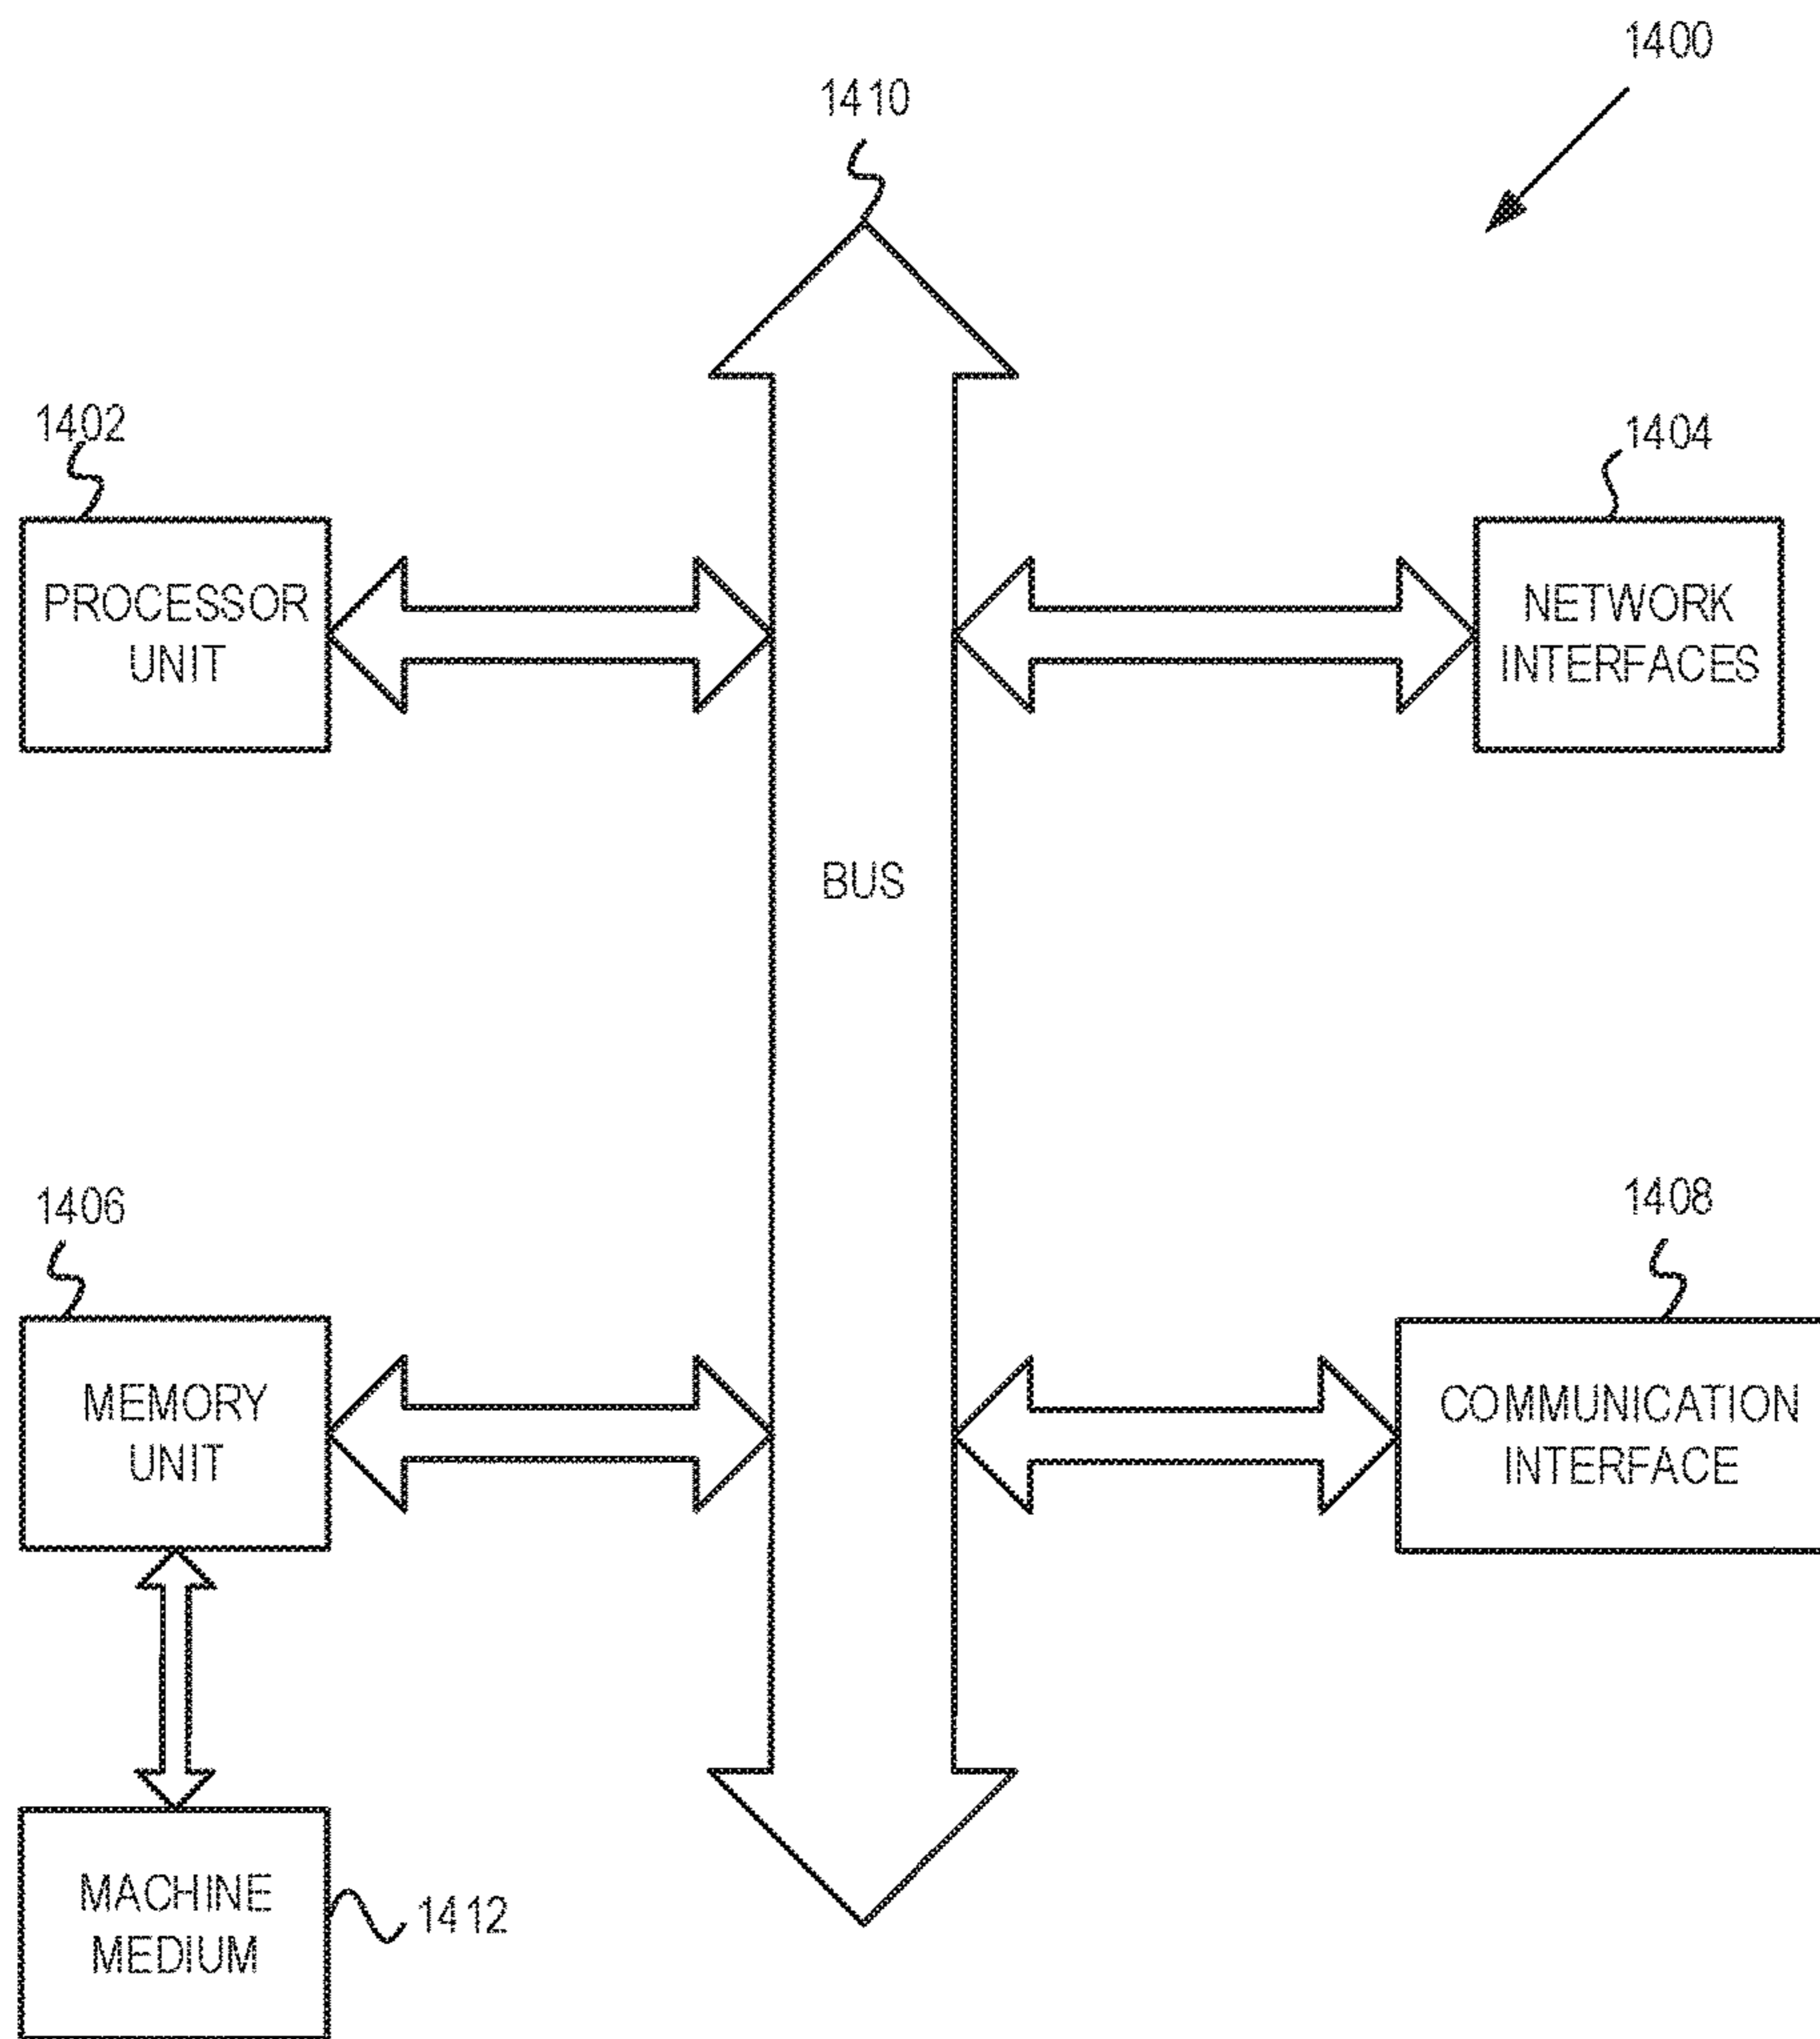 1400
1410
1402
1404
PROCESSOR
UNIT
NETWORK
INTERFACES
BUS
1406
1408
MEMORY
UNIT
COMMUNICATION
INTERFACE
MACHINE
MEDIUM
1412